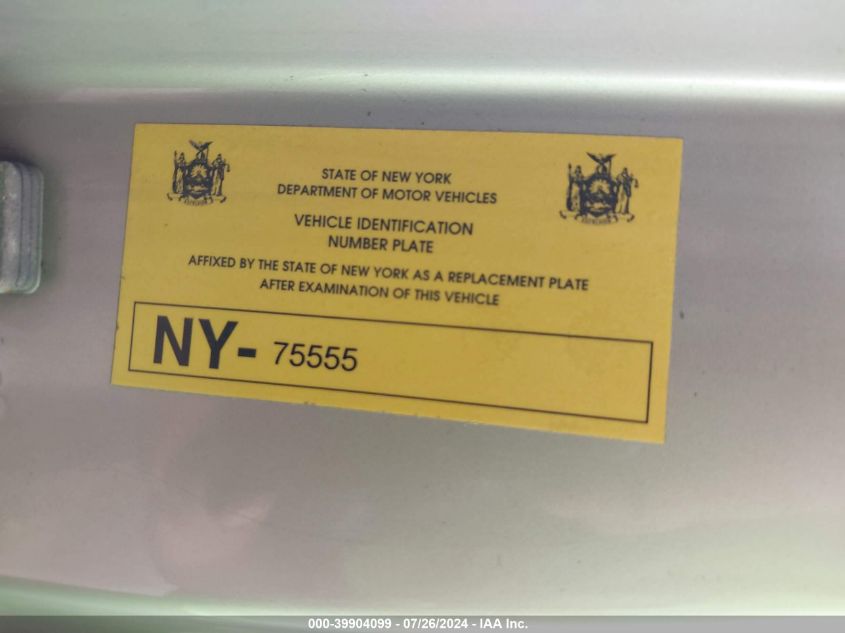 STATE OF NEW YORK
DEPARTMENT OF MOTOR VEHICLES
VEHICLE IDENTIFICATION
NUMBER PLATE
AFFIXED BY THE STATE OF NEW YORK AS A REPLACEMENT PLATE
AFTER EXAMINATION OF THIS VEHICLE
NY- 75555
000-39904099 - 07/26/2024 - IAA Inc.